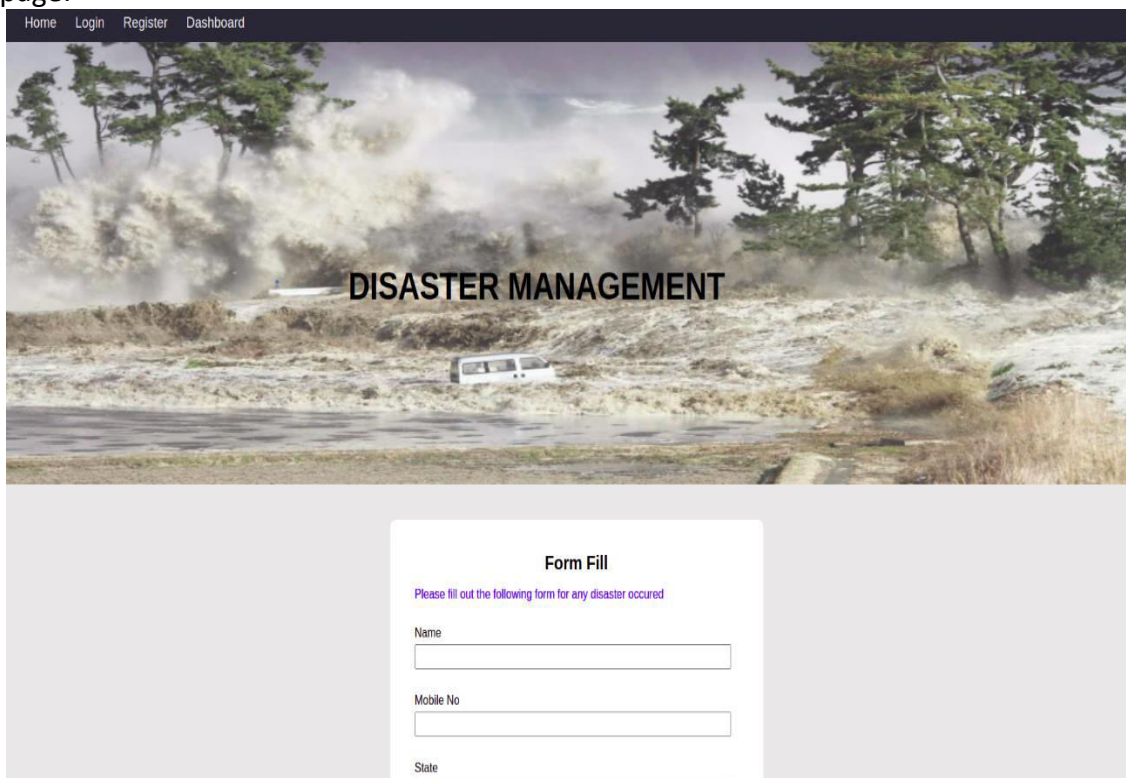 page.
Home Login Register Dashboard
DISASTER MANAGEMENT
Form Fill
Please fill out the following form for any disaster occured
Name
Mobile No
State